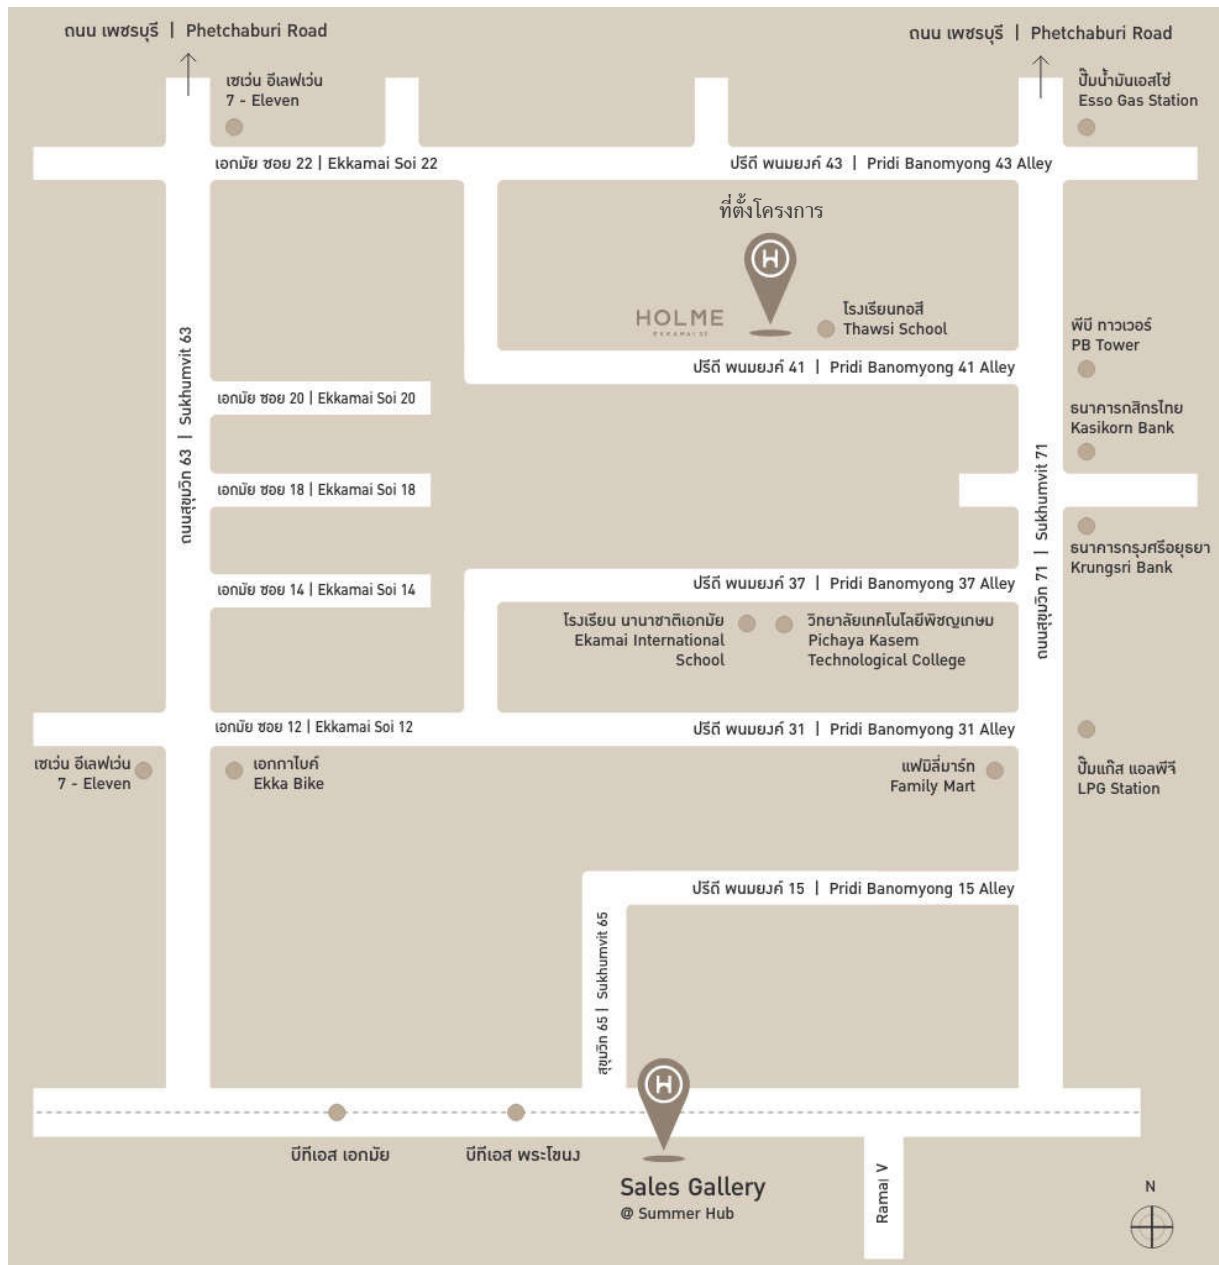 ถนน เพชรบุรี | Phetchaburi Road
ถนน เพชรบุรี | Phetchaburi Road
เซเว่น อีเลฟเว่น
7 - Eleven
ปั๊มน้ำมันเอสโซ่
Esso Gas Station
เอกมัย ซอย 22 | Ekkamai Soi 22
ปรีดี พนมยงค์ 43 | Pridi Banomyong 43 Alley
ที่ตั้งโครงการ
H
HOLME
EKKAMAI 22
โรงเรียนทอสี
Thawsi School
พีบี ทาวเวอร์
PB Tower
ถนนสุขุมวิท 63 | Sukhumvit 63
ปรีดี พนมยงค์ 41 | Pridi Banomyong 41 Alley
เอกมัย ซอย 20 | Ekkamai Soi 20
ธนาคารกสิกรไทย
Kasikorn Bank
เอกมัย ซอย 18 | Ekkamai Soi 18
ถนนสุขุมวิท 71 | Sukhumvit 71
ธนาคารกรุงศรีอยุธยา
Krungsri Bank
เอกมัย ซอย 14 | Ekkamai Soi 14
ปรีดี พนมยงค์ 37 | Pridi Banomyong 37 Alley
โรงเรียน นานาชาติเอกมัย
Ekamai International
School
วิทยาลัยเทคโนโลยีพิชญเกษม
Pichaya Kasem
Technological College
เอกมัย ซอย 12 | Ekkamai Soi 12
ปรีดี พนมยงค์ 31 | Pridi Banomyong 31 Alley
เซเว่น อีเลฟเว่น
7 - Eleven
เอกกาไบค์
Ekka Bike
แฟมิลี่มาร์ท
Family Mart
ปั๊มแก๊ส แอลพีจี
LPG Station
ปรีดี พนมยงค์ 15 | Pridi Banomyong 15 Alley
สุขุมวิท 65 | Sukhumvit 65
H
บีทีเอส เอกมัย
บีทีเอส พระโขนง
Sales Gallery
@ Summer Hub
Ramai V
N